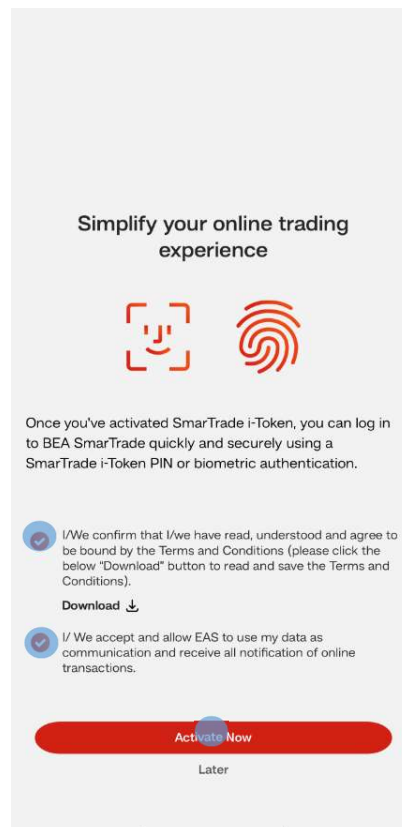 Simplify your online trading
experience
Once you've activated SmarTrade i-Token, you can log in
to BEA SmarTrade quickly and securely using a
SmarTrade i-Token PIN or biometric authentication.
I/We confirm that I/we have read, understood and agree to
be bound by the Terms and Conditions (please click the
below "Download" button to read and save the Terms and
Conditions).
Download
I/ We accept and allow EAS to use my data as
communication and receive all notification of online
transactions.
Activate Now
Later